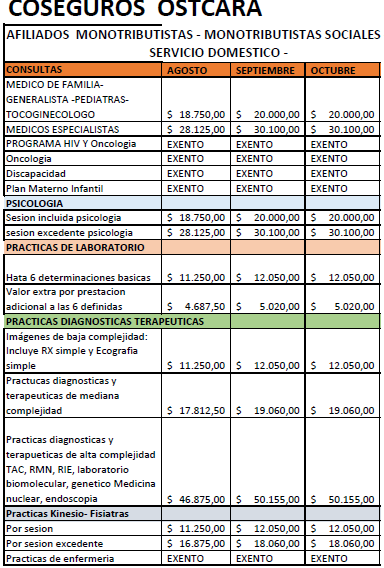 COSEGUROS OSTCARA
AFILIADOS MONOTRIBUTISTAS - MONOTRIBUTISTAS SOCIALES
SERVICIO DOMESTICO -
CONSULTAS AGOSTO SEPTIEMBRE OCTUBRE
MEDICO DE FAMILIA-
GENERALISTA -PEDIATRAS-
TOCOGINECOLOGO $ 18.750,00 $ 20.000,00 $ 20.000,00
MEDICOS ESPECIALISTAS $ 28.125,00 $ 30.100,00 $ 30.100,00
PROGRAMA HIV Y Oncologia EXENTO EXENTO EXENTO
Oncologia EXENTO EXENTO EXENTO
Discapacidad EXENTO EXENTO EXENTO
Plan Materno Infantil EXENTO EXENTO EXENTO
PSICOLOGIA
Sesion incluida psicologia $ 18.750,00 $ 20.000,00 $ 20.000,00
sesion excedente psicologia $ 28.125,00 $ 30.100,00 $ 30.100,00
PRACTICAS DE LABORATORIO
Hata 6 determinaciones basicas $ 11.250,00 $ 12.050,00 $ 12.050,00
Valor extra por prestacion
adicional a las 6 definidas $ 4.687,50 $ 5.020,00 $ 5.020,00
PRACTICAS DIAGNOSTICAS TERAPEUTICAS
Imágenes de baja complejidad:
Incluye RX simple y Ecografia
simple $ 11.250,00 $ 12.050,00 $ 12.050,00
Practucas diagnosticas y
terapeuticas de mediana
complejidad $ 17.812,50 $ 19.060,00 $ 19.060,00
Practicas diagnosticas y
terapueticas de alta complejidad
TAC, RMN, RIE, laboratorio
biomolecular, genetico Medicina
nuclear, endoscopia $ 46.875,00 $ 50.155,00 $ 50.155,00
Practicas Kinesio- Fisiatras
Por sesion $ 11.250,00 $ 12.050,00 $ 12.050,00
Por sesion excedente $ 16.875,00 $ 18.060,00 $ 18.060,00
Practicas de enfermeria EXENTO EXENTO EXENTO